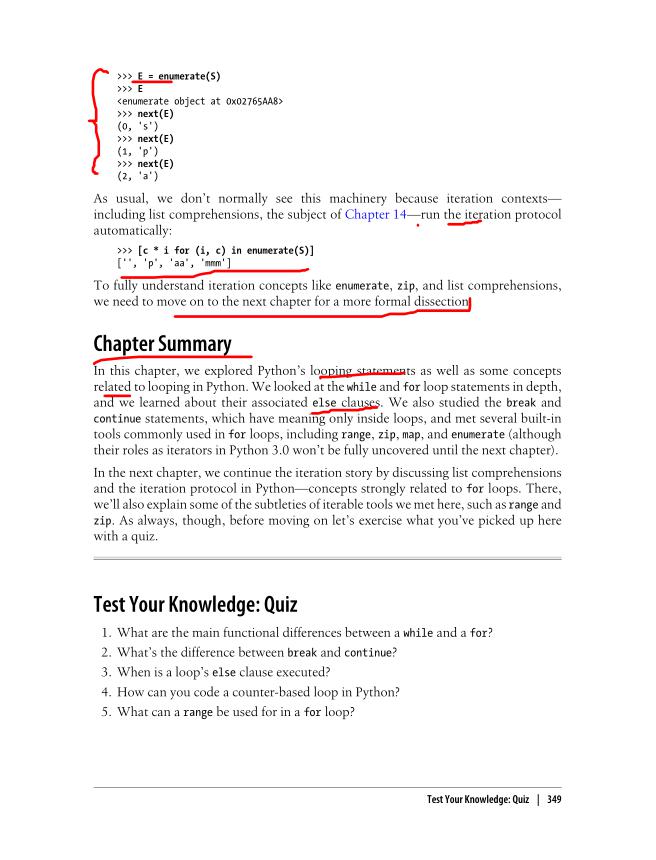 >>> E = enumerate(S)
>>> E
<enumerate object at 0x02765AA8>
>>> next(E)
(0, 's')
>>> next(E)
(1, 'p')
>>> next(E)
(2, 'a')
As usual, we don't normally see this machinery because iteration contexts—
including list comprehensions, the subject of Chapter 14—run the iteration protocol
automatically:
>>> [c * i for (i, c) in enumerate(S)]
['', 'p', 'aa', 'mmm']
To fully understand iteration concepts like enumerate, zip, and list comprehensions,
we need to move on to the next chapter for a more formal dissection.
Chapter Summary
In this chapter, we explored Python's looping statements as well as some concepts
related to looping in Python. We looked at the while and for loop statements in depth,
and we learned about their associated else clauses. We also studied the break and
continue statements, which have meaning only inside loops, and met several built-in
tools commonly used in for loops, including range, zip, map, and enumerate (although
their roles as iterators in Python 3.0 won't be fully uncovered until the next chapter).
In the next chapter, we continue the iteration story by discussing list comprehensions
and the iteration protocol in Python—concepts strongly related to for loops. There,
we'll also explain some of the subtleties of iterable tools we met here, such as range and
zip. As always, though, before moving on let's exercise what you've picked up here
with a quiz.
Test Your Knowledge: Quiz
1. What are the main functional differences between a while and a for?
2. What's the difference between break and continue?
3. When is a loop's else clause executed?
4. How can you code a counter-based loop in Python?
5. What can a range be used for in a for loop?
Test Your Knowledge: Quiz | 349